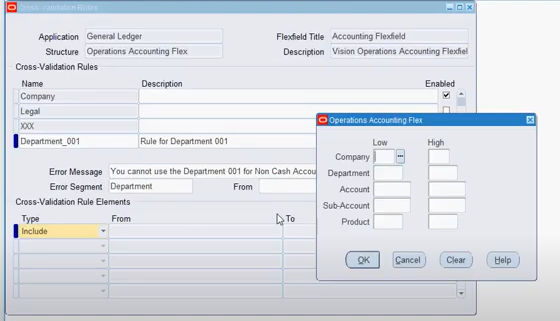 Cross-Validation Rules
Application General Ledger Flexfield Title Accounting Flexfield
Structure Operations Accounting Flex Description Vision Operations Accounting Flexfiel
Cross-Validation Rules
Name Description Enabled
Company
Legal
XXX
Department_001 Rule for Department 001
Error Message You cannot use the Department 001 for Non Cash Accou
Error Segment Department From
Cross-Validation Rule Elements
Type From To
Include
Operations Accounting Flex
Low High
Company
Department
Account
Sub-Account
Product
OK Cancel Clear Help